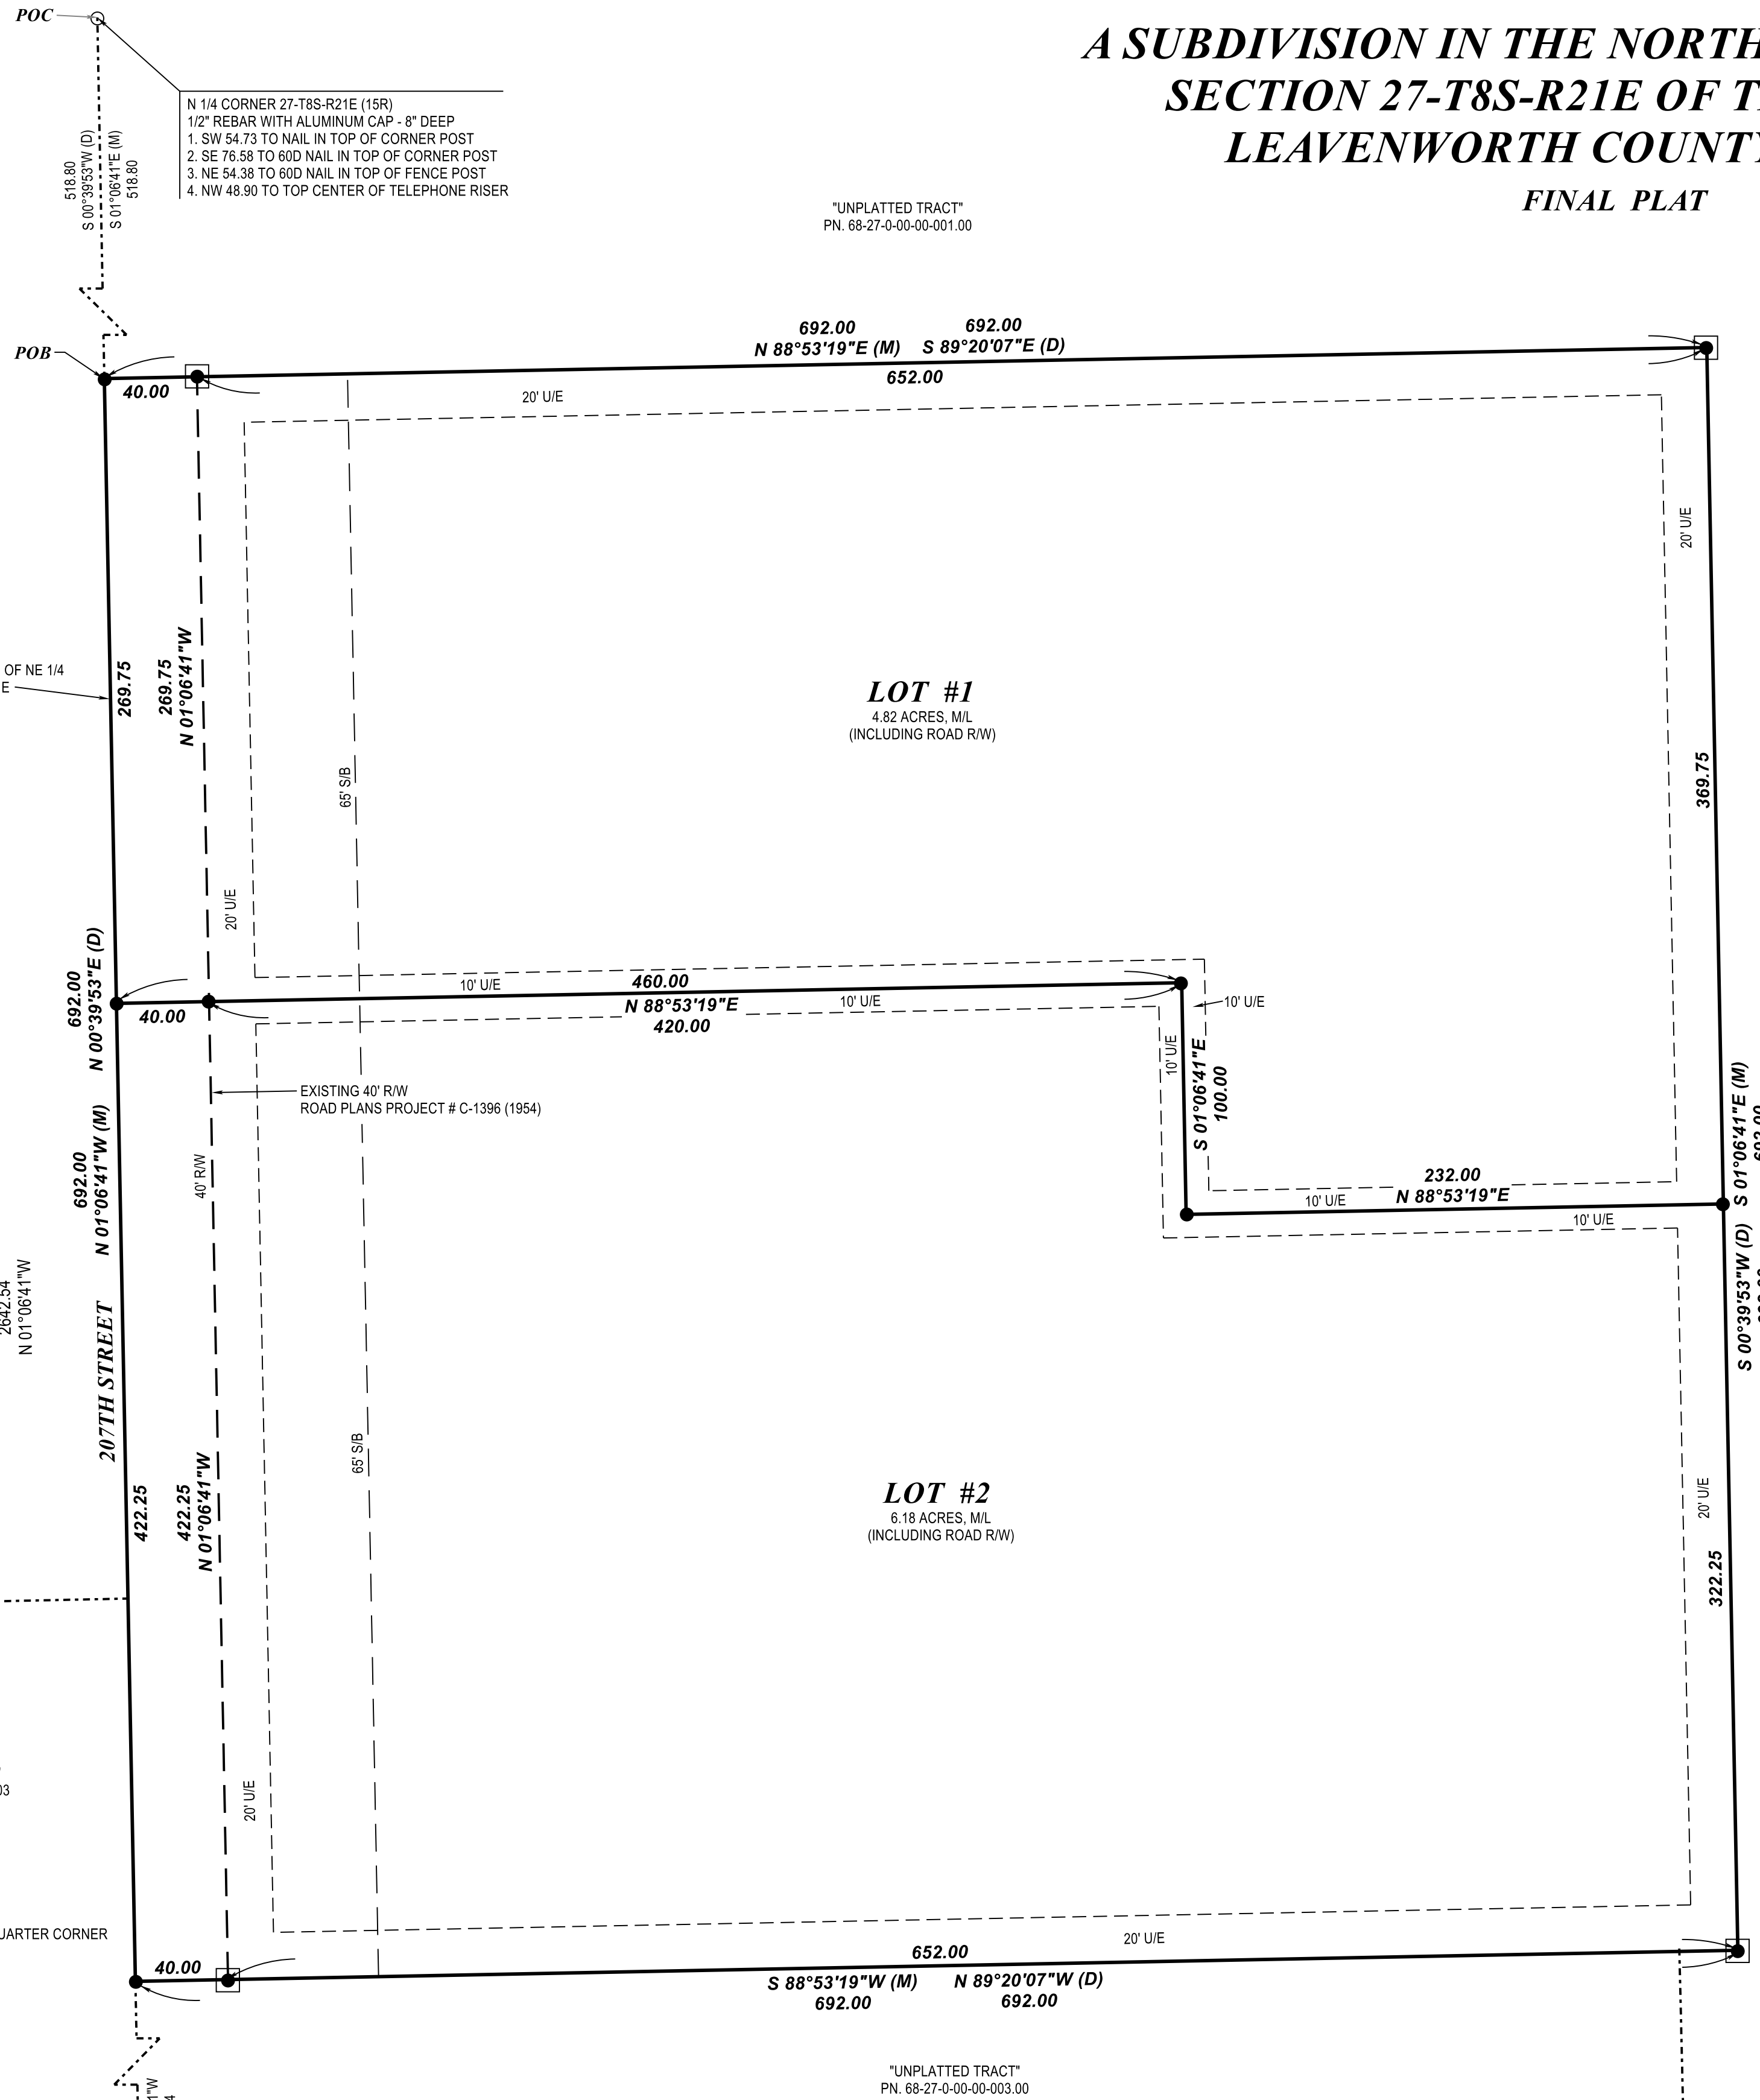 POC
A SUBDIVISION IN THE NORTH
SECTION 27-T8S-R21E OF
LEAVENWORTH COUNTY
FINAL PLAT
N 1/4 CORNER 27-T8S-R21E (15R)
1/2" REBAR WITH ALUMINUM CAP - 8" DEEP
1. SW 54.73 TO NAIL IN TOP OF CORNER POST
2. SE 76.58 TO 60D NAIL IN TOP OF CORNER POST
3. NE 54.38 TO 60D NAIL IN TOP OF FENCE POST
4. NW 48.90 TO TOP CENTER OF TELEPHONE RISER
518.80
S 00°39'53"W (D)
S 01°06'41"E (M)
518.80
"UNPLATTED TRACT"
PN. 68-27-0-00-00-001.00
POB
692.00 692.00
N 88°53'19"E (M) S 89°20'07"E (D)
652.00
40.00
20' U/E
20' U/E
OF NE 1/4
E
269.75
269.75
N 01°06'41"W
65' S/B
LOT #1
4.82 ACRES, M/L
(INCLUDING ROAD R/W)
369.75
20' U/E
692.00
N 00°39'53"E (D)
40.00
10' U/E
460.00
N 88°53'19"E
420.00
10' U/E
10' U/E
10' U/E
S 01°06'41"E
100.00
EXISTING 40' R/W
ROAD PLANS PROJECT # C-1396 (1954)
692.00
N 01°06'41"W (M)
40' R/W
232.00
10' U/E
N 88°53'19"E
10' U/E
S 01°06'41"E (M)
692.00
S 00°39'53"W (D)
2642.54
N 01°06'41"W
207TH STREET
65' S/B
422.25
422.25
N 01°06'41"W
LOT #2
6.18 ACRES, M/L
(INCLUDING ROAD R/W)
20' U/E
322.25
03
20' U/E
UARTER CORNER
40.00
652.00
20' U/E
S 88°53'19"W (M) N 89°20'07"W (D)
692.00 692.00
1"W
4
"UNPLATTED TRACT"
PN. 68-27-0-00-00-003.00